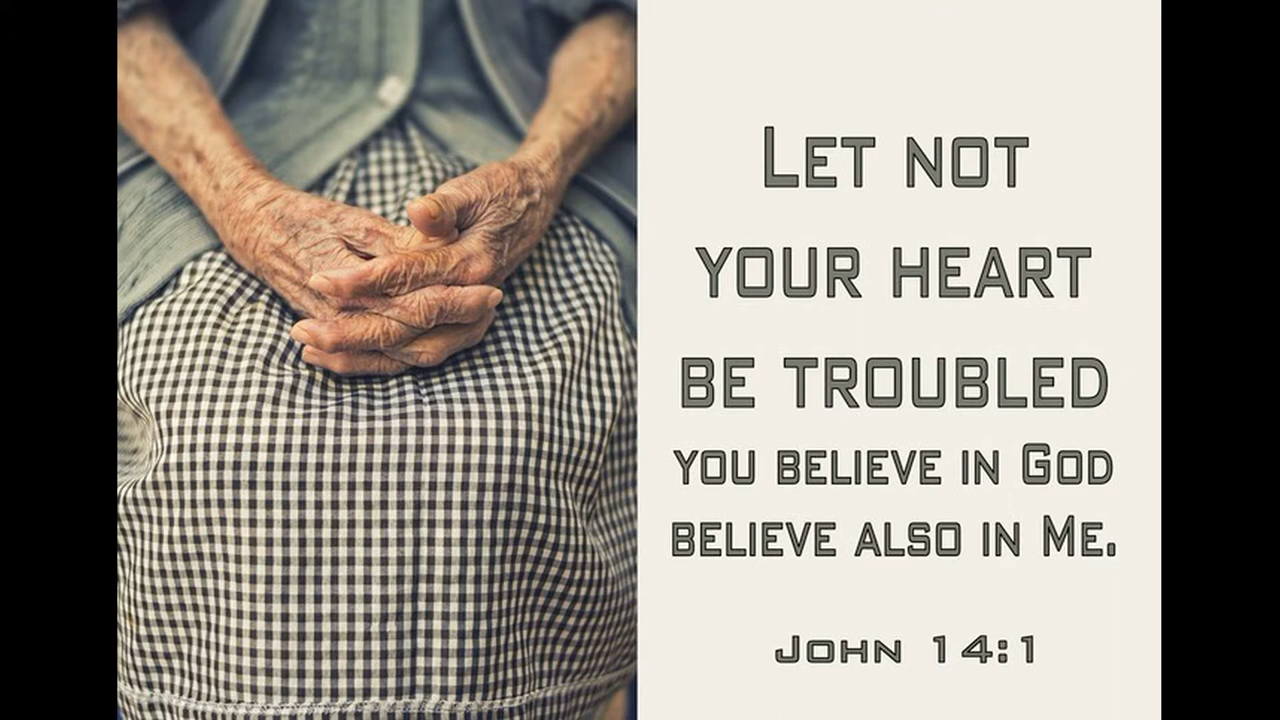 Let not
your heart
be troubled
you believe in God
believe also in Me.
John 14:1